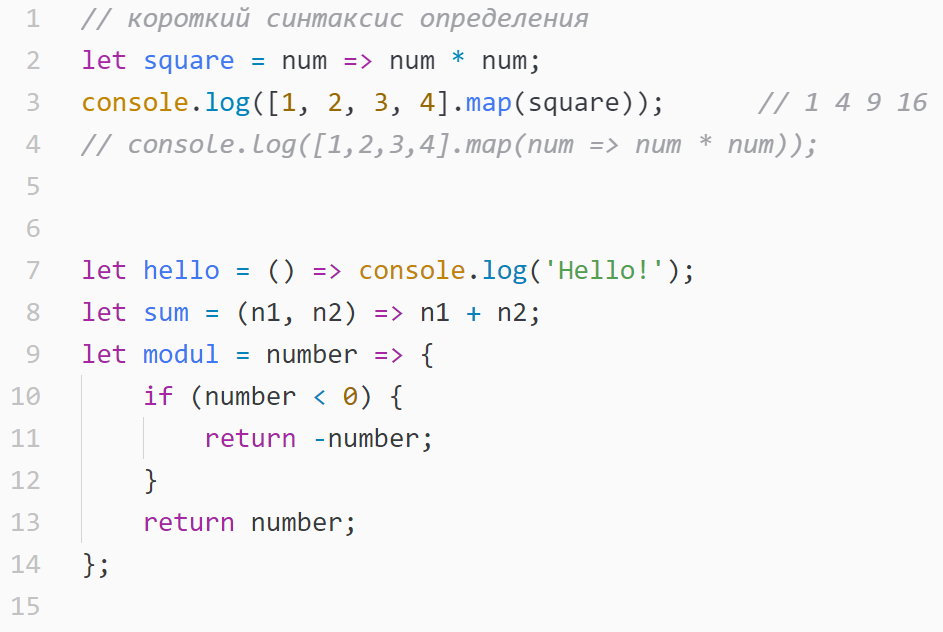 1 // короткий синтаксис определения
2 let square = num => num * num;
3 console.log([1, 2, 3, 4].map(square)); // 1 4 9 16
4 // console.log([1,2,3,4].map(num => num * num));
5
6
7 let hello = () => console.log('Hello!');
8 let sum = (n1, n2) => n1 + n2;
9 let modul = number => {
10 if (number < 0) {
11 return -number;
12 }
13 return number;
14 };
15